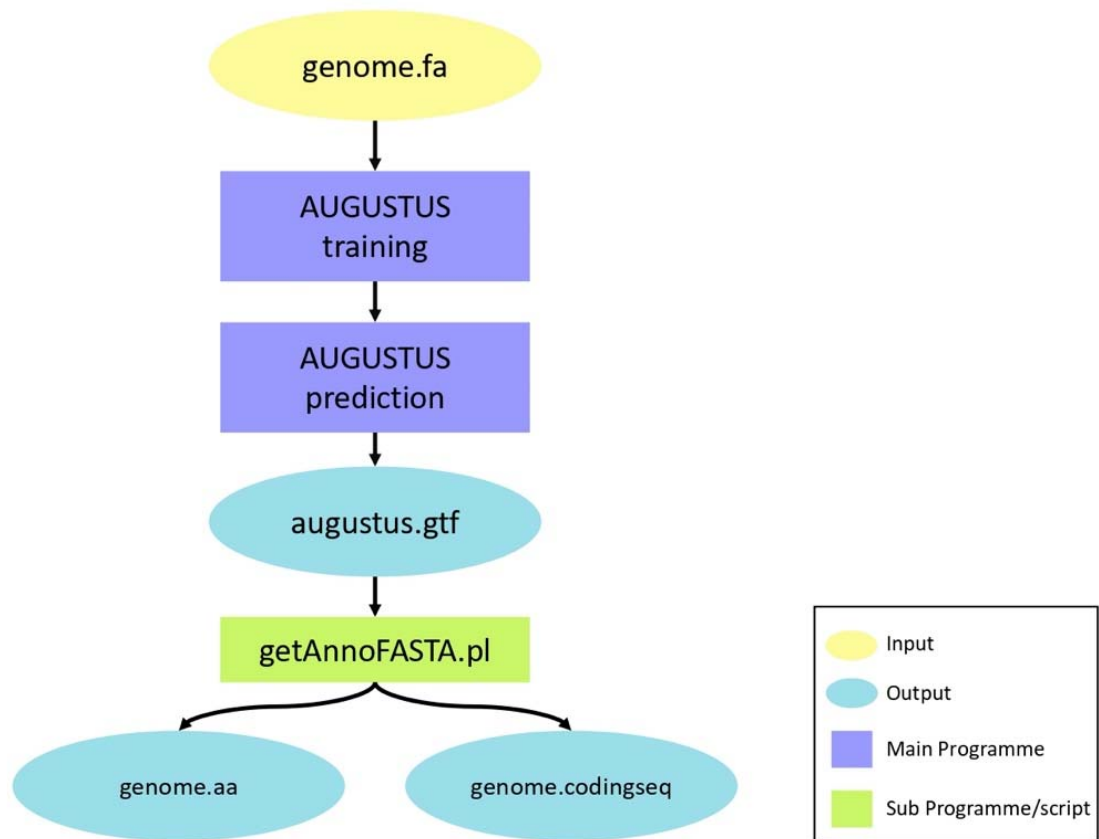 genome.fa
AUGUSTUS
training
AUGUSTUS
prediction
augustus.gtf
getAnnoFASTA.pl
genome.aa
genome.codingseq
Input
Output
Main Programme
Sub Programme/script